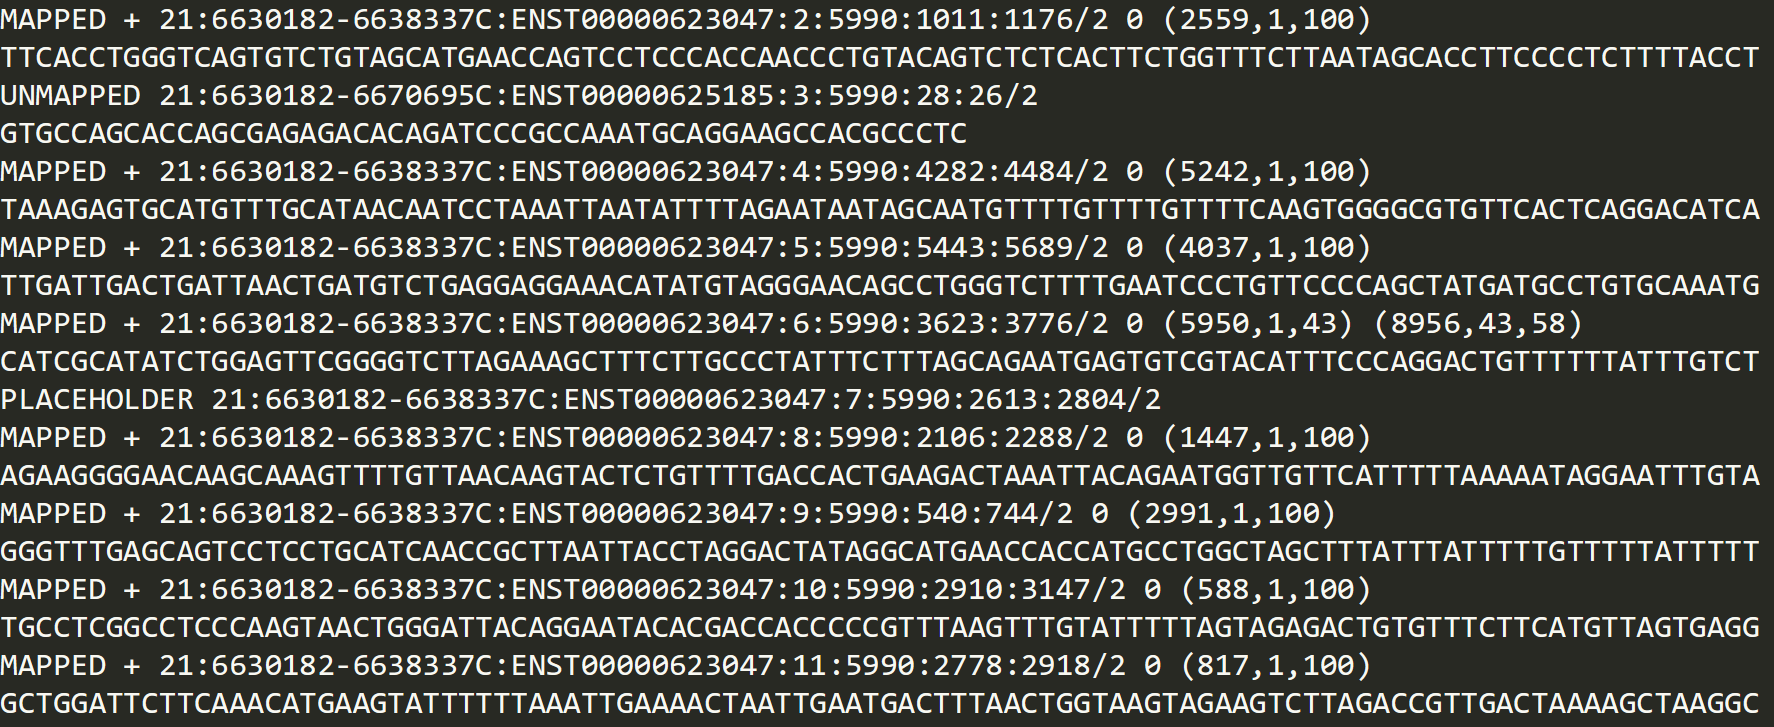 MAPPED + 21:6630182-6638337C:ENST00000623047:2:5990:1011:1176/2 0 (2559,1,100)
TTCACCTGGGTCAGTGTCTGTAGCATGAACCAGTCCTCCCACCAACCCTGTACAGTCTCTCACTTCTGGTTTCTTAATAGCACCTTCCCCTCTTTTACCT
UNMAPPED 21:6630182-6670695C:ENST00000625185:3:5990:28:26/2
GTGCCAGCACCAGCGAGAGACACAGATCCCGCCAAATGCAGGAAGCCACGCCCTC
MAPPED + 21:6630182-6638337C:ENST00000623047:4:5990:4282:4484/2 0 (5242,1,100)
TAAAGAGTGCATGTTTGCATAACAATCCTAAATTAATATTTTAGAATAATAGCAATGTTTTGTTTTGTTTTCAAGTGGGGCGTGTTCACTCAGGACATCA
MAPPED + 21:6630182-6638337C:ENST00000623047:5:5990:5443:5689/2 0 (4037,1,100)
TTGATTGACTGATTAACTGATGTCTGAGGAGGAAACATATGTAGGGAACAGCCTGGGTCTTTTGAATCCCTGTTCCCCAGCTATGATGCCTGTGCAAATG
MAPPED + 21:6630182-6638337C:ENST00000623047:6:5990:3623:3776/2 0 (5950,1,43) (8956,43,58)
CATCGCATATCTGGAGTTCGGGGTCTTAGAAAGCTTTCTTGCCCTATTTCTTTAGCAGAATGAGTGTCGTACATTTCCCAGGACTGTTTTTTATTTGTCT
PLACEHOLDER 21:6630182-6638337C:ENST00000623047:7:5990:2613:2804/2
MAPPED + 21:6630182-6638337C:ENST00000623047:8:5990:2106:2288/2 0 (1447,1,100)
AGAAGGGGAACAAGCAAAGTTTTGTTAACAAGTACTCTGTTTTGACCACTGAAGACTAAATTACAGAATGGTTGTTCATTTTTAAAAATAGGAATTTGTA
MAPPED + 21:6630182-6638337C:ENST00000623047:9:5990:540:744/2 0 (2991,1,100)
GGGTTTGAGCAGTCCTCCTGCATCAACCGCTTAATTACCTAGGACTATAGGCATGAACCACCATGCCTGGCTAGCTTTATTTATTTTTGTTTTTATTTTT
MAPPED + 21:6630182-6638337C:ENST00000623047:10:5990:2910:3147/2 0 (588,1,100)
TGCCTCGGCCTCCCAAGTAACTGGGATTACAGGAATACACGACCACCCCCGTTTAAGTTTGTATTTTTAGTAGAGACTGTGTTTCTTCATGTTAGTGAGG
MAPPED + 21:6630182-6638337C:ENST00000623047:11:5990:2778:2918/2 0 (817,1,100)
GCTGGATTCTTCAAACATGAAGTATTTTTTAAATTGAAAACTAATTGAATGACTTTAACTGGTAAGTAGAAGTCTTAGACCGTTGACTAAAAGCTAAGGC